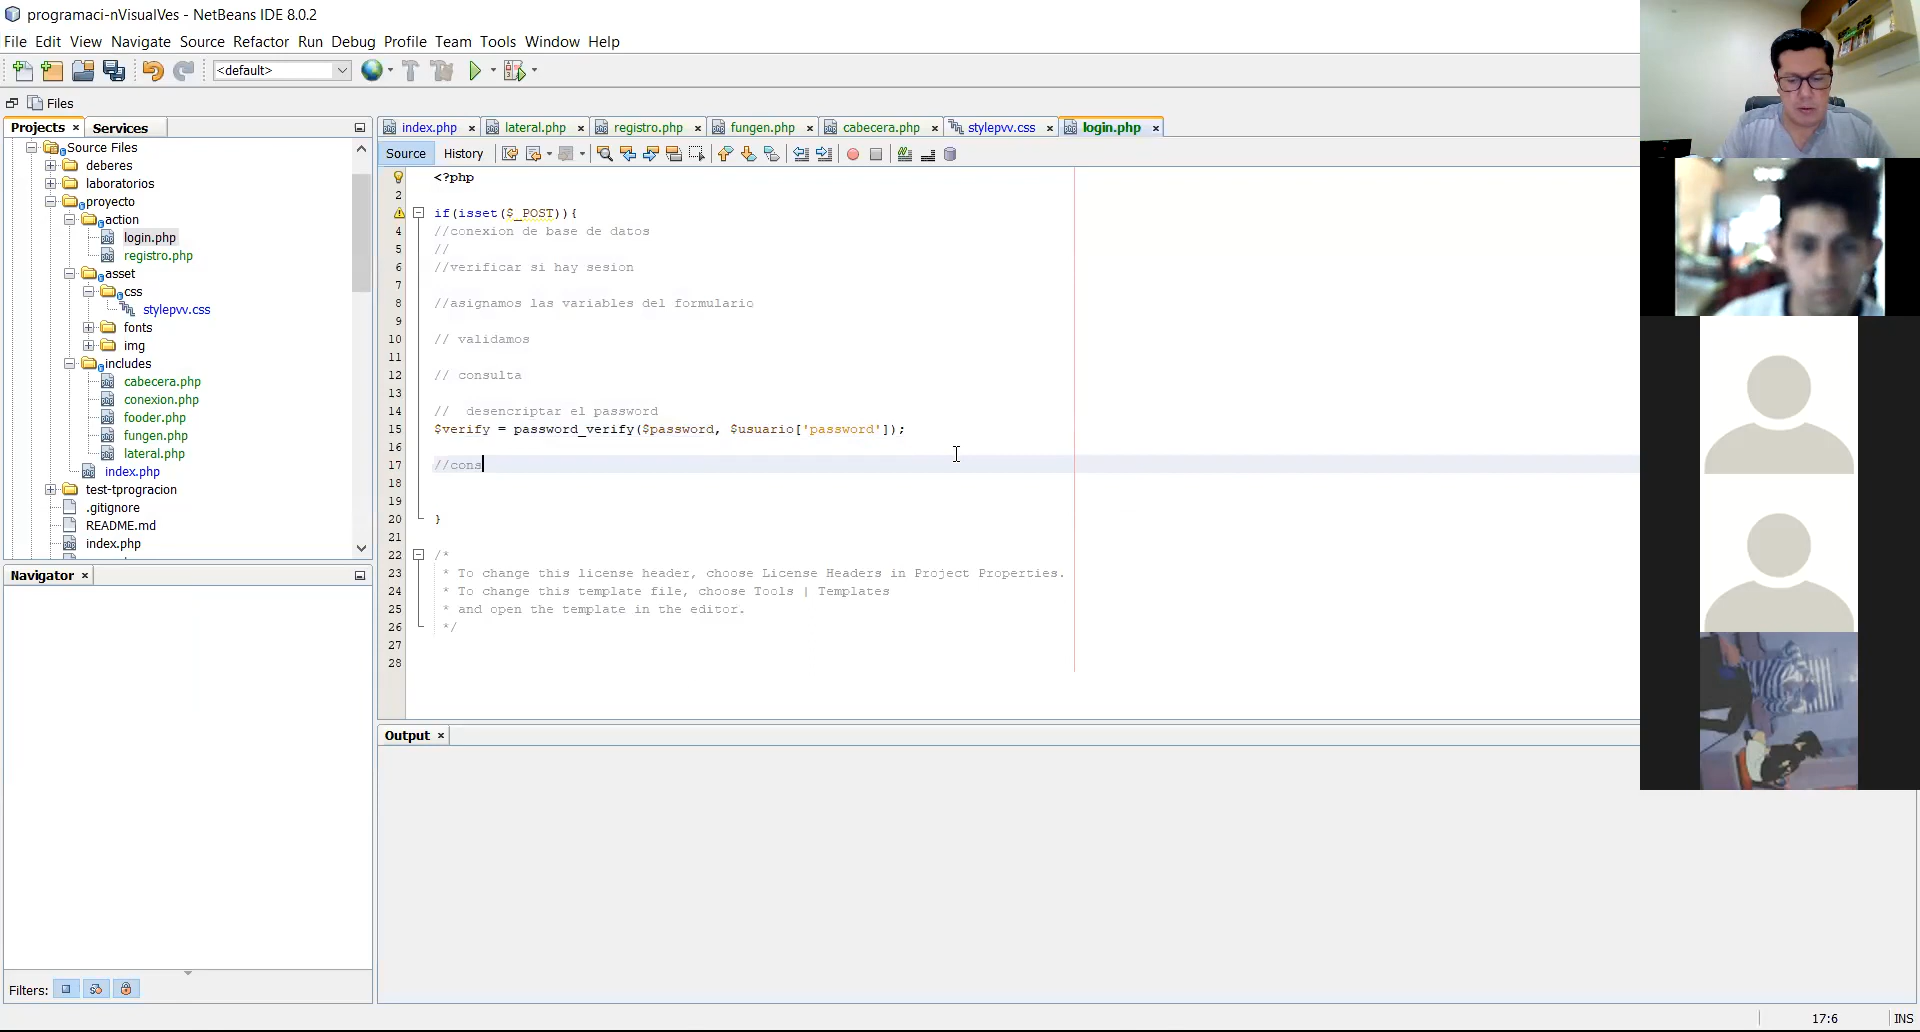 programaci-nVisualVes - NetBeans IDE 8.0.2
File Edit View Navigate Source Refactor Run Debug Profile Team Tools Window Help
<default>
Files
Projects × Services
index.php × lateral.php × registro.php × fungen.php × cabecera.php × stylepvv.css × login.php ×
Source History
Source Files
deberes
laboratorios
proyecto
action
login.php
registro.php
asset
css
stylepvv.css
fonts
img
includes
cabecera.php
conexion.php
fooder.php
fungen.php
lateral.php
index.php
test-tprogracion
.gitignore
README.md
index.php
<?php
2
if(isset($_POST)){
4 //conexion de base de datos
5 //
6 //verificar si hay sesion
7
8 //asignamos las variables del formulario
9
10 // validamos
11
12 // consulta
13
14 //  desencriptar el password
15 $verify = password_verify($password, $usuario['password']);
16
17 //cons
18
19
20 }
21
22 /*
23 * To change this license header, choose License Headers in Project Properties.
24 * To change this template file, choose Tools | Templates
25 * and open the template in the editor.
26 */
27
28
Navigator ×
Output ×
Filters:
17:6 INS